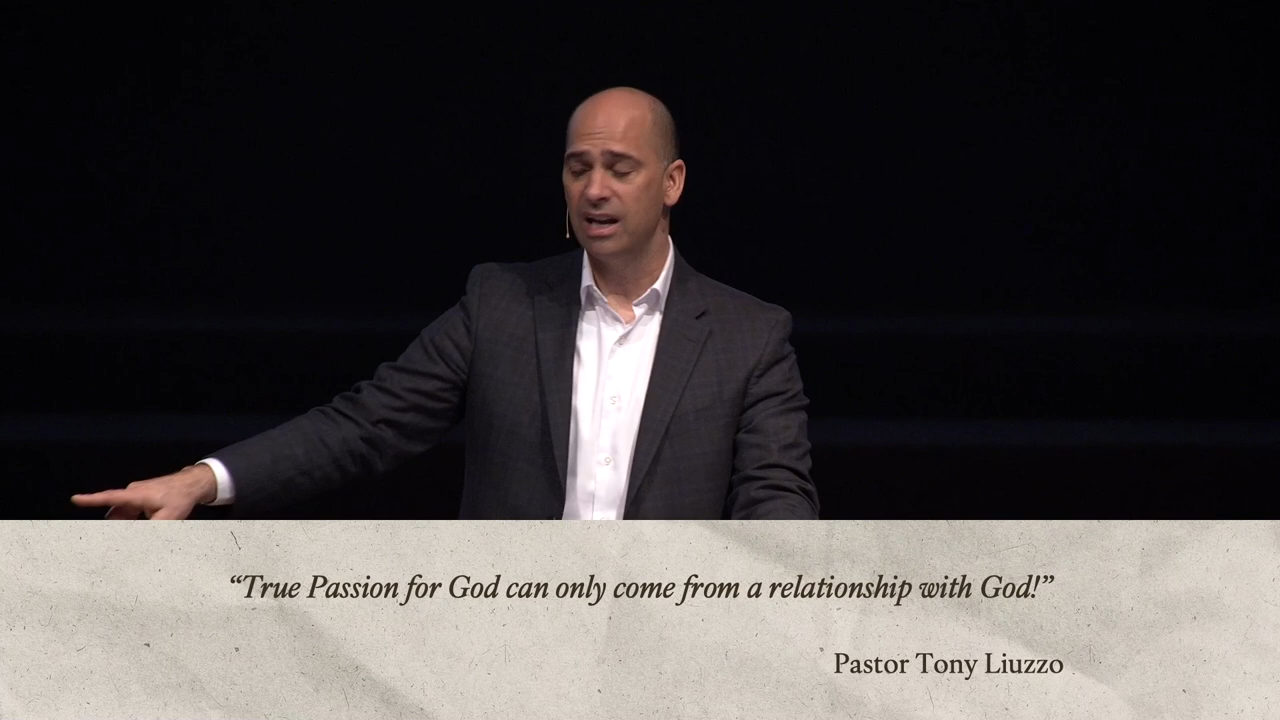 “True Passion for God can only come from a relationship with God!”
Pastor Tony Liuzzo